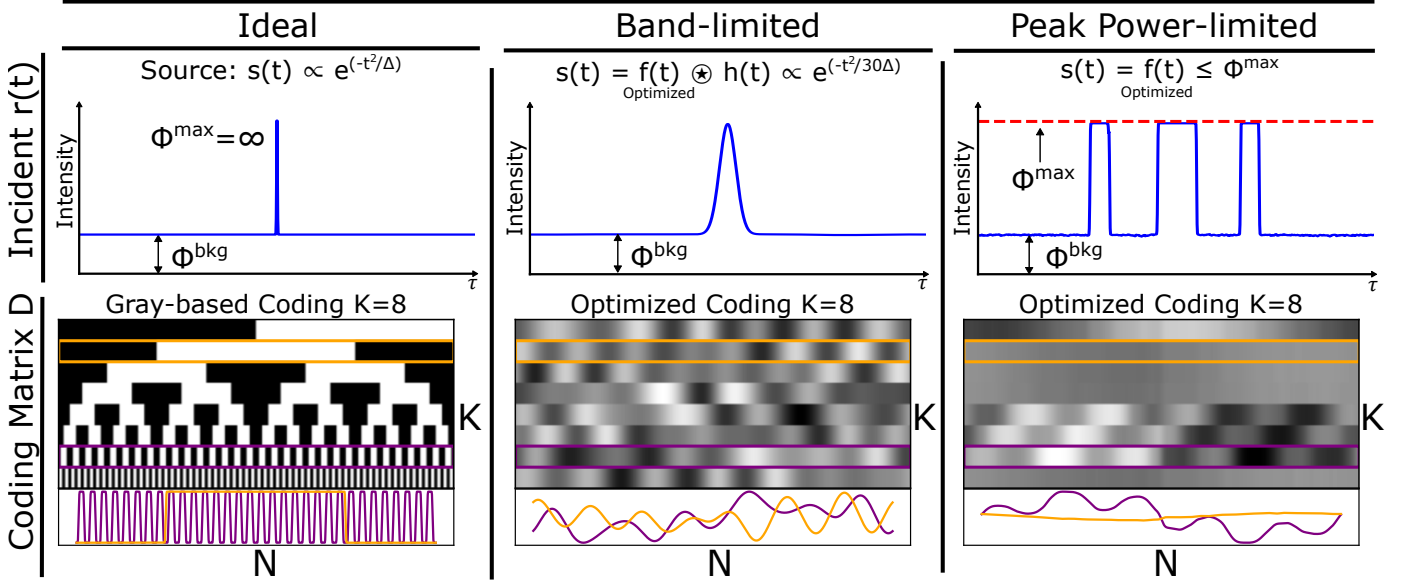 Ideal
Band-limited
Peak Power-limited
Incident r(t)
Source: s(t) ∝ e^(-t²/Δ)
Intensity
Φ^max=∞
Φ^bkg
τ
s(t) = f(t) ⊛ h(t) ∝ e^(-t²/30Δ)
Optimized
Intensity
Φ^bkg
τ
s(t) = f(t) ≤ Φ^max
Optimized
Intensity
Φ^max
Φ^bkg
τ
Coding Matrix D
Gray-based Coding K=8
K
N
Optimized Coding K=8
K
N
Optimized Coding K=8
K
N